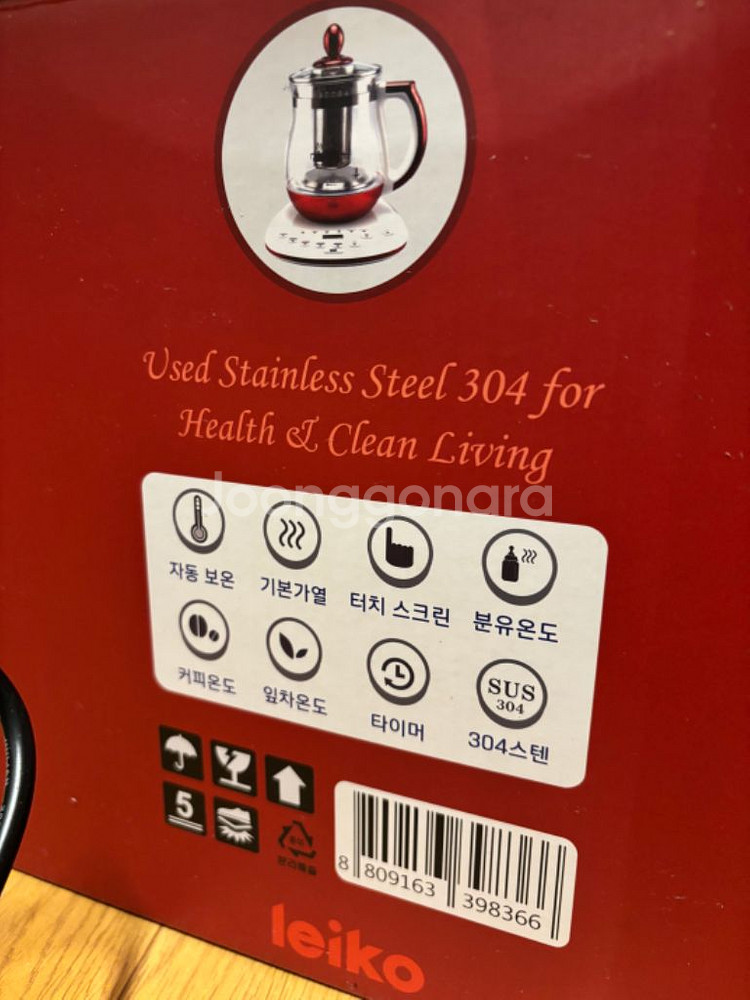 Used Stainless Steel 304 for
Health & Clean Living
Joonggonara
자동 보온
기본가열
터치 스크린
분유온도
커피온도
잎차온도
타이머
SUS
304
304스텐
5
8 809163 398366
leiko